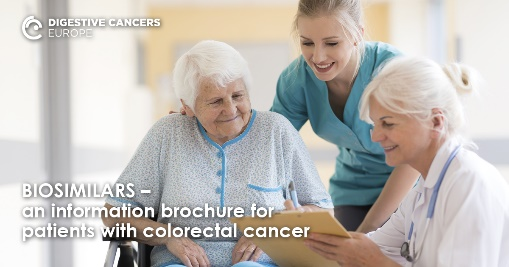 DIGESTIVE CANCERS
EUROPE
BIOSIMILARS –
an information brochure for
patients with colorectal cancer